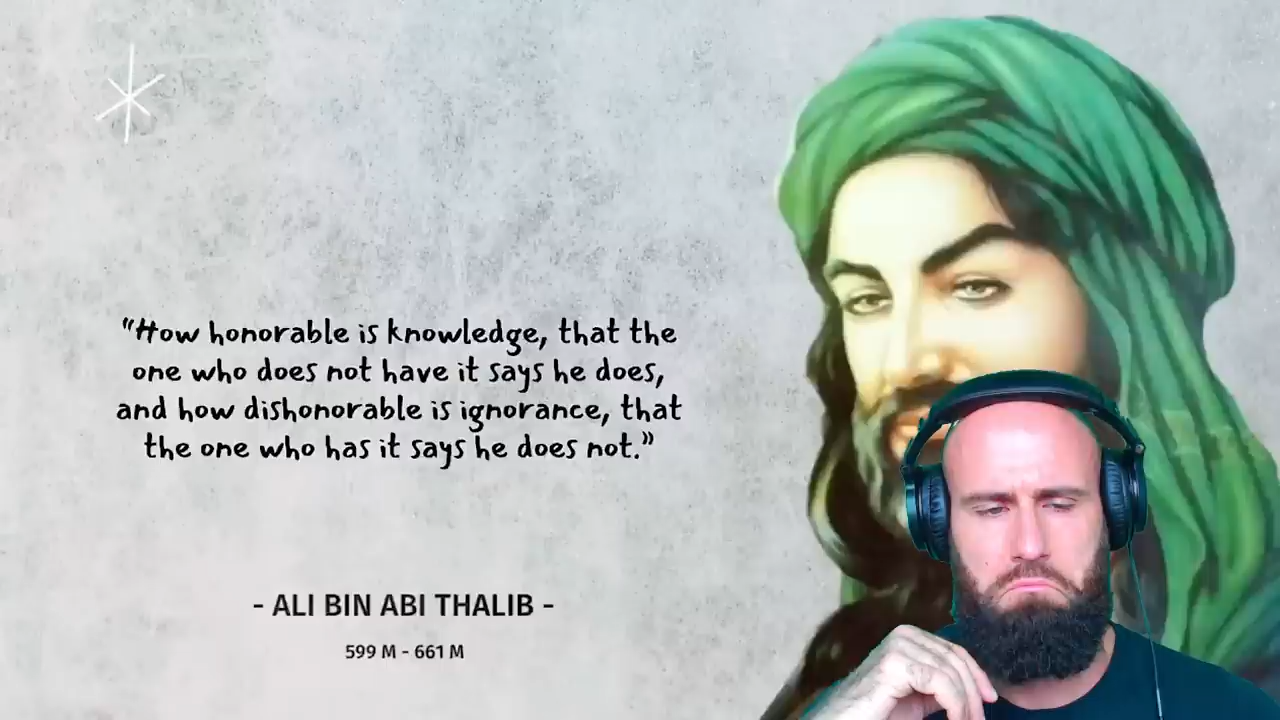 "How honorable is knowledge, that the
one who does not have it says he does,
and how dishonorable is ignorance, that
the one who has it says he does not."
- ALI BIN ABI THALIB -
599 M - 661 M